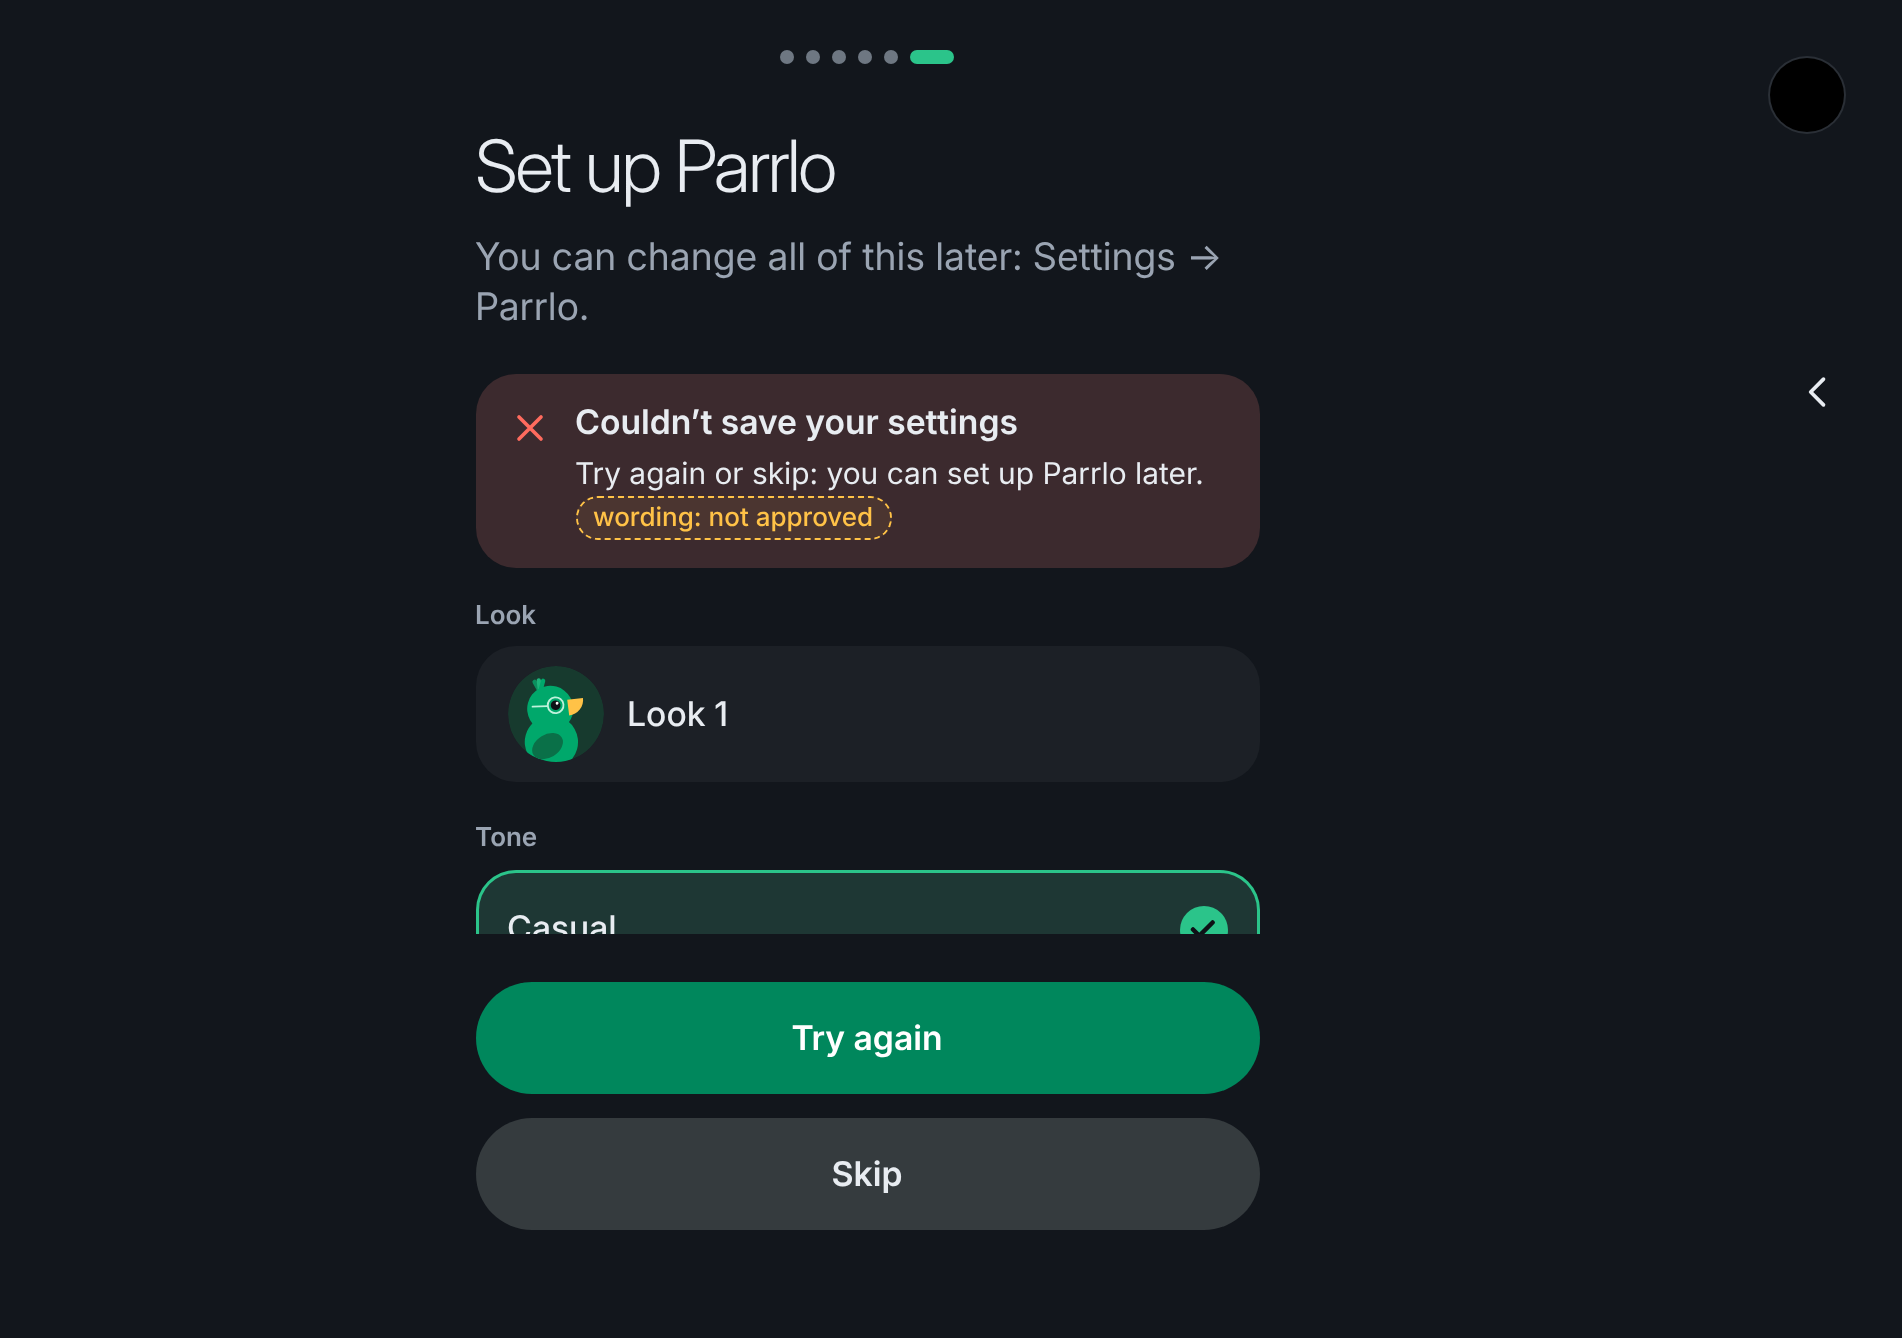 Set up Parrlo
You can change all of this later: Settings →
Parrlo.
Couldn’t save your settings
Try again or skip: you can set up Parrlo later.
wording: not approved
Look
Look 1
Tone
Casual
Try again
Skip